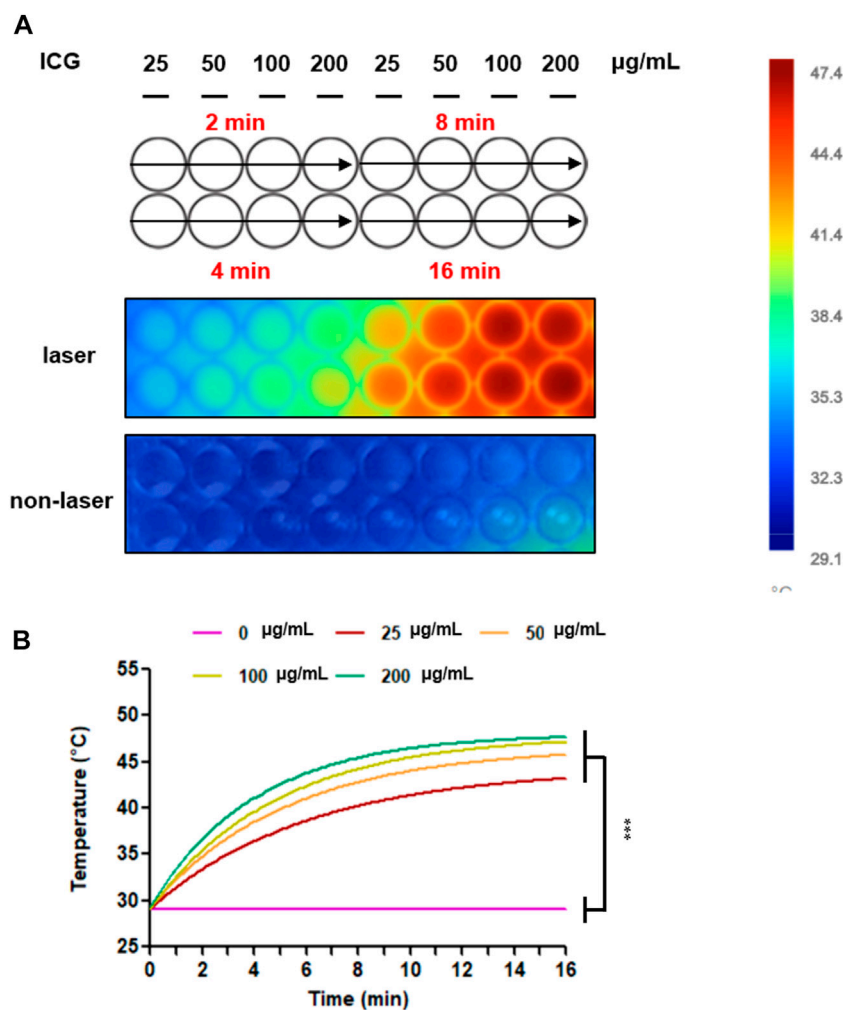 A
ICG 25 50 100 200 25 50 100 200 µg/mL
2 min 8 min
4 min 16 min
laser
non-laser
47.4
44.4
41.4
38.4
35.3
32.3
29.1
°C
B
0 µg/mL 25 µg/mL 50 µg/mL
100 µg/mL 200 µg/mL
Temperature (°C)
55
50
45
40
35
30
25
0 2 4 6 8 10 12 14 16
Time (min)
***